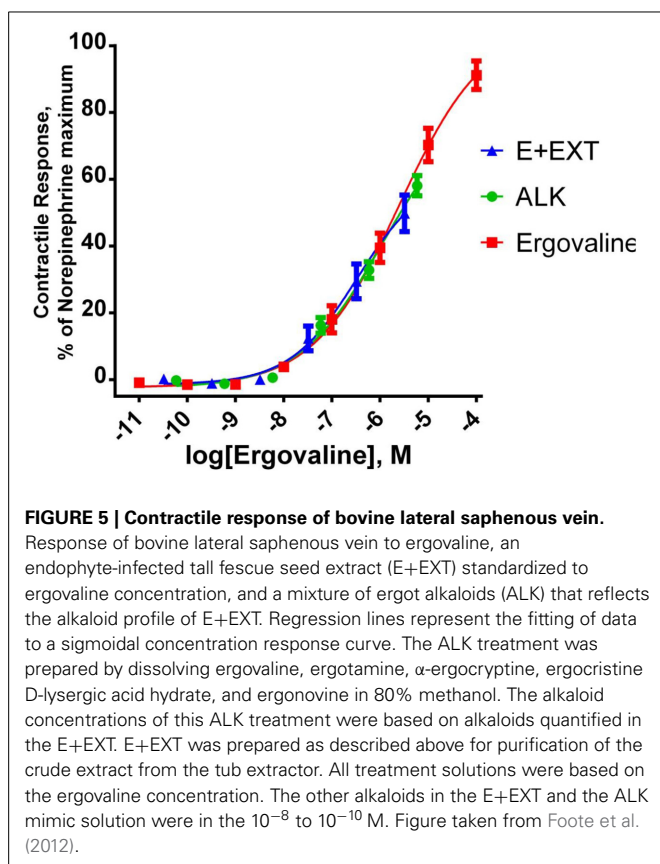 Contractile Response,
% of Norepinephrine maximum
100
80
60
40
20
0
-11
-10
-9
-8
-7
-6
-5
-4
log[Ergovaline], M
E+EXT
ALK
Ergovaline
FIGURE 5 | Contractile response of bovine lateral saphenous vein.
Response of bovine lateral saphenous vein to ergovaline, an
endophyte-infected tall fescue seed extract (E+EXT) standardized to
ergovaline concentration, and a mixture of ergot alkaloids (ALK) that reflects
the alkaloid profile of E+EXT. Regression lines represent the fitting of data
to a sigmoidal concentration response curve. The ALK treatment was
prepared by dissolving ergovaline, ergotamine, α-ergocryptine, ergocristine
D-lysergic acid hydrate, and ergonovine in 80% methanol. The alkaloid
concentrations of this ALK treatment were based on alkaloids quantified in
the E+EXT. E+EXT was prepared as described above for purification of the
crude extract from the tub extractor. All treatment solutions were based on
the ergovaline concentration. The other alkaloids in the E+EXT and the ALK
mimic solution were in the 10⁻⁸ to 10⁻¹⁰ M. Figure taken from Foote et al.
(2012).